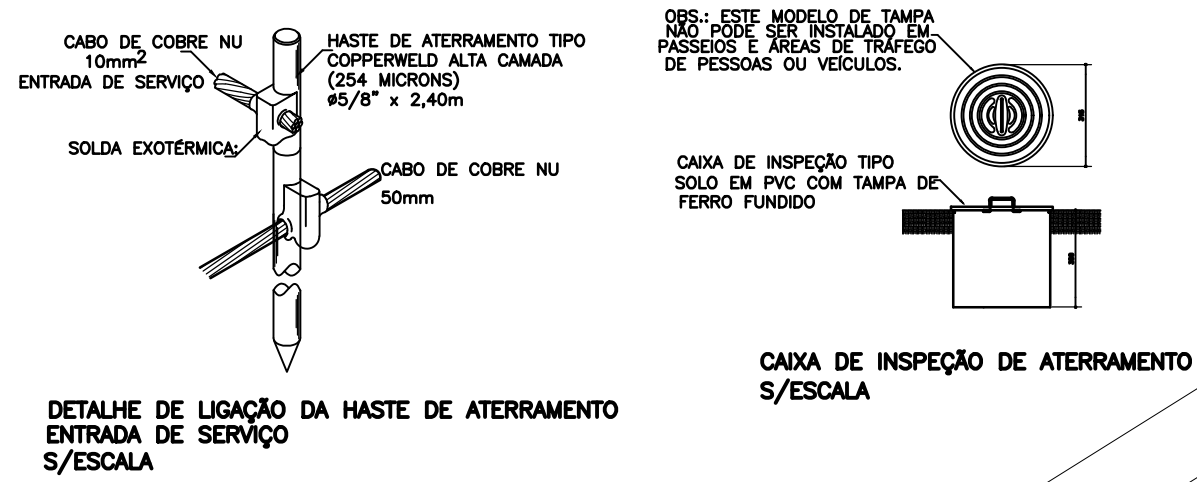 CABO DE COBRE NU
10mm2
ENTRADA DE SERVIÇO
HASTE DE ATERRAMENTO TIPO
COPPERWELD ALTA CAMADA
(254 MICRONS)
ø5/8" x 2,40m
SOLDA EXOTÉRMICA:
CABO DE COBRE NU
50mm
DETALHE DE LIGAÇÃO DA HASTE DE ATERRAMENTO
ENTRADA DE SERVIÇO
S/ESCALA
OBS.: ESTE MODELO DE TAMPA
NÃO PODE SER INSTALADO EM
PASSEIOS E ÁREAS DE TRÁFEGO
DE PESSOAS OU VEÍCULOS.
CAIXA DE INSPEÇÃO TIPO
SOLO EM PVC COM TAMPA DE
FERRO FUNDIDO
CAIXA DE INSPEÇÃO DE ATERRAMENTO
S/ESCALA